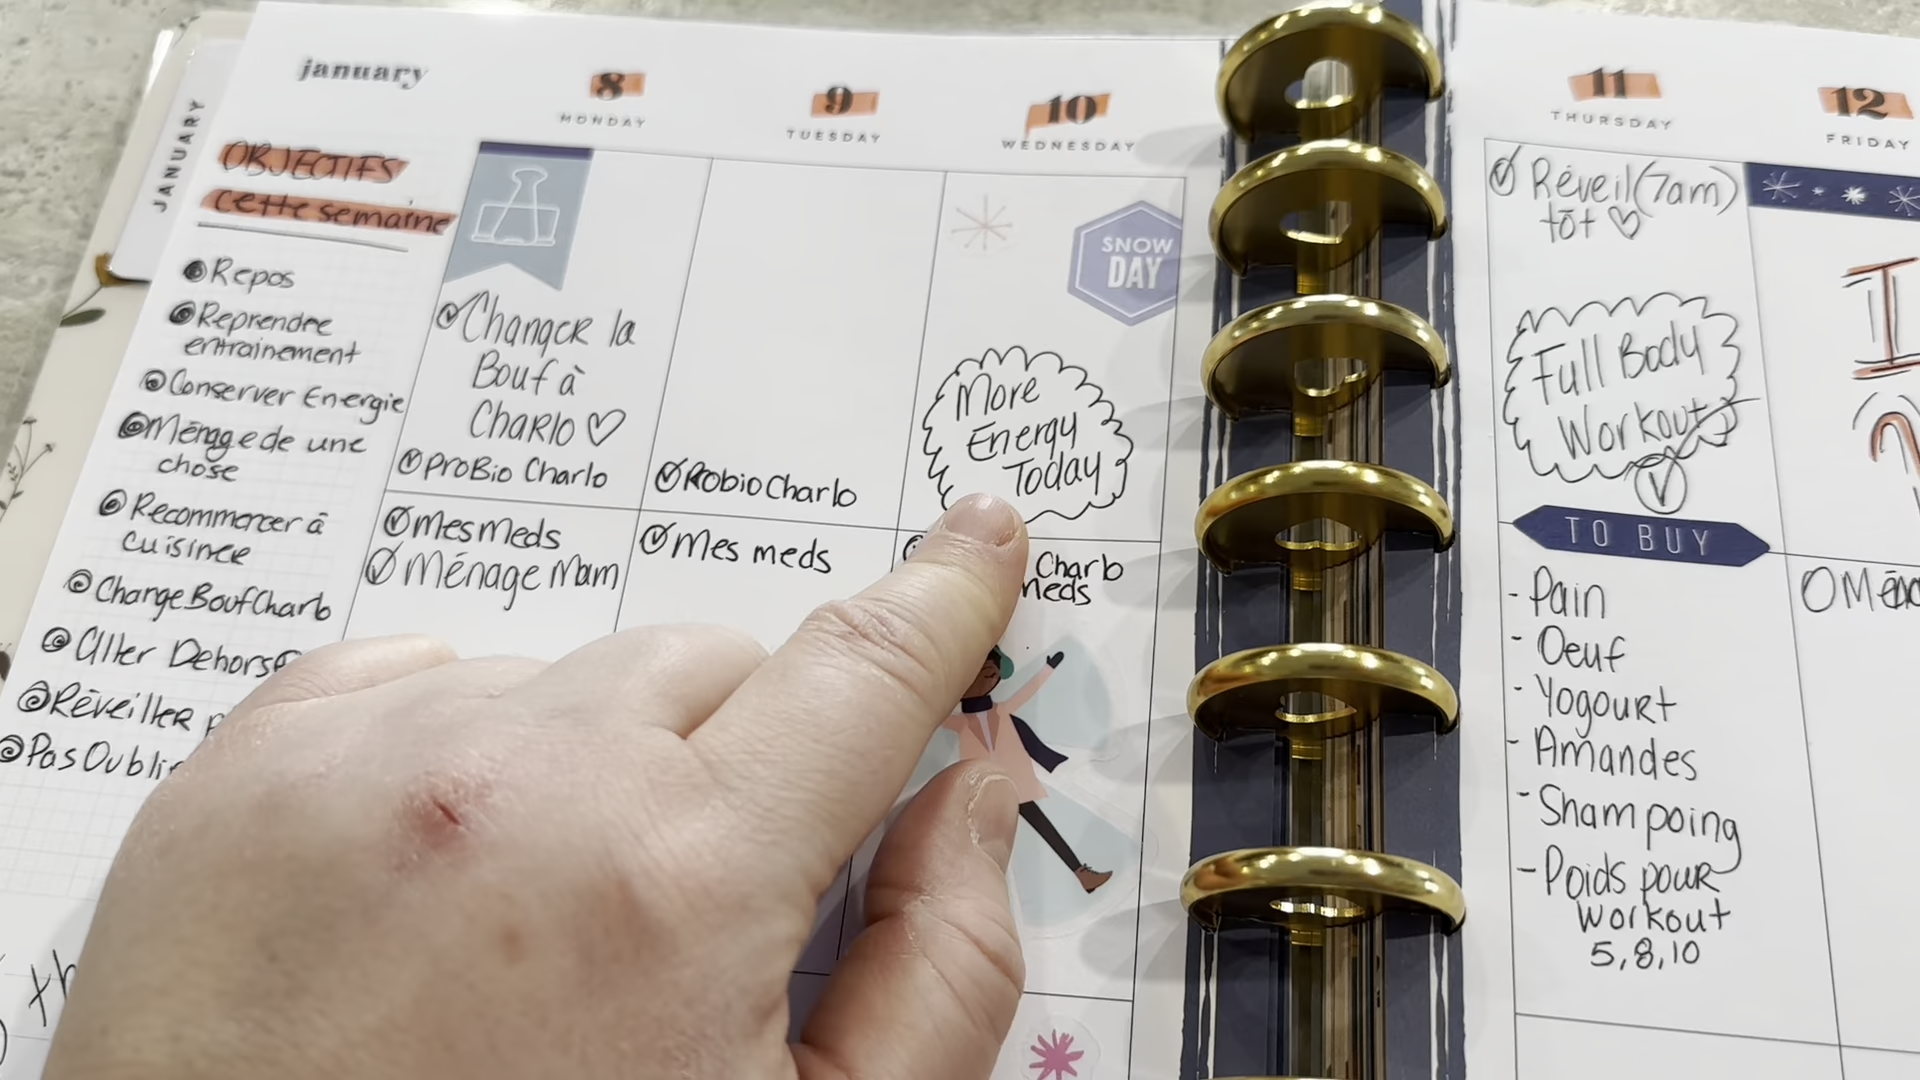 january
JANUARY
OBJECTIFS
cette semaine
Repos
Reprendre
entrainement
Conserver Energie
Ménage de une
chose
Recommencer à
cuisiner
Change Bouf Charlo
Aller Dehors
Réveiller
Pas Oublier
8
MONDAY
Changer la
Bouf à
Charlo ♡
ProBio Charlo
Mes Meds
Ménage Mam
9
TUESDAY
Robio Charlo
Mes meds
10
WEDNESDAY
SNOW
DAY
More
Energy
Today
Charlo
meds
11
THURSDAY
Réveil (7am)
tôt ♡
Full Body
Workout
TO BUY
- Pain
- Oeuf
- Yogourt
- Amandes
- Shampoing
- Poids pour
workout
5,8,10
12
FRIDAY